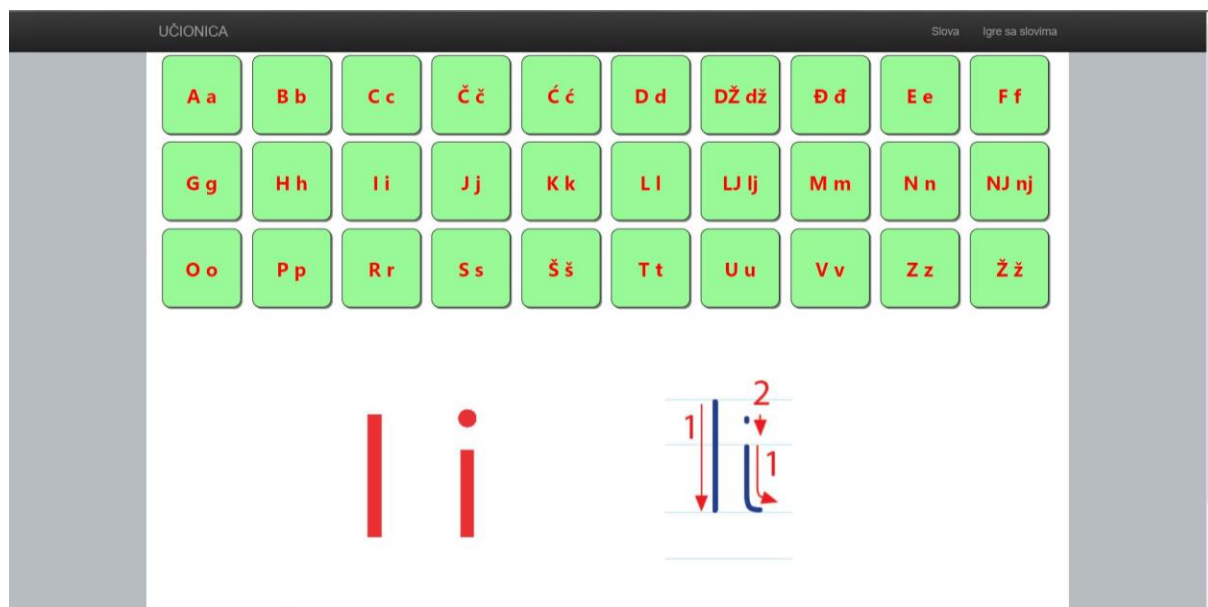 UČIONICA Slova Igre sa slovima
A a B b C c Č č Ć ć D d DŽ dž Đ đ E e F f
G g H h I i J j K k L l LJ lj M m N n NJ nj
O o P p R r S s Š š T t U u V v Z z Ž ž
I i
2
1 I i 1